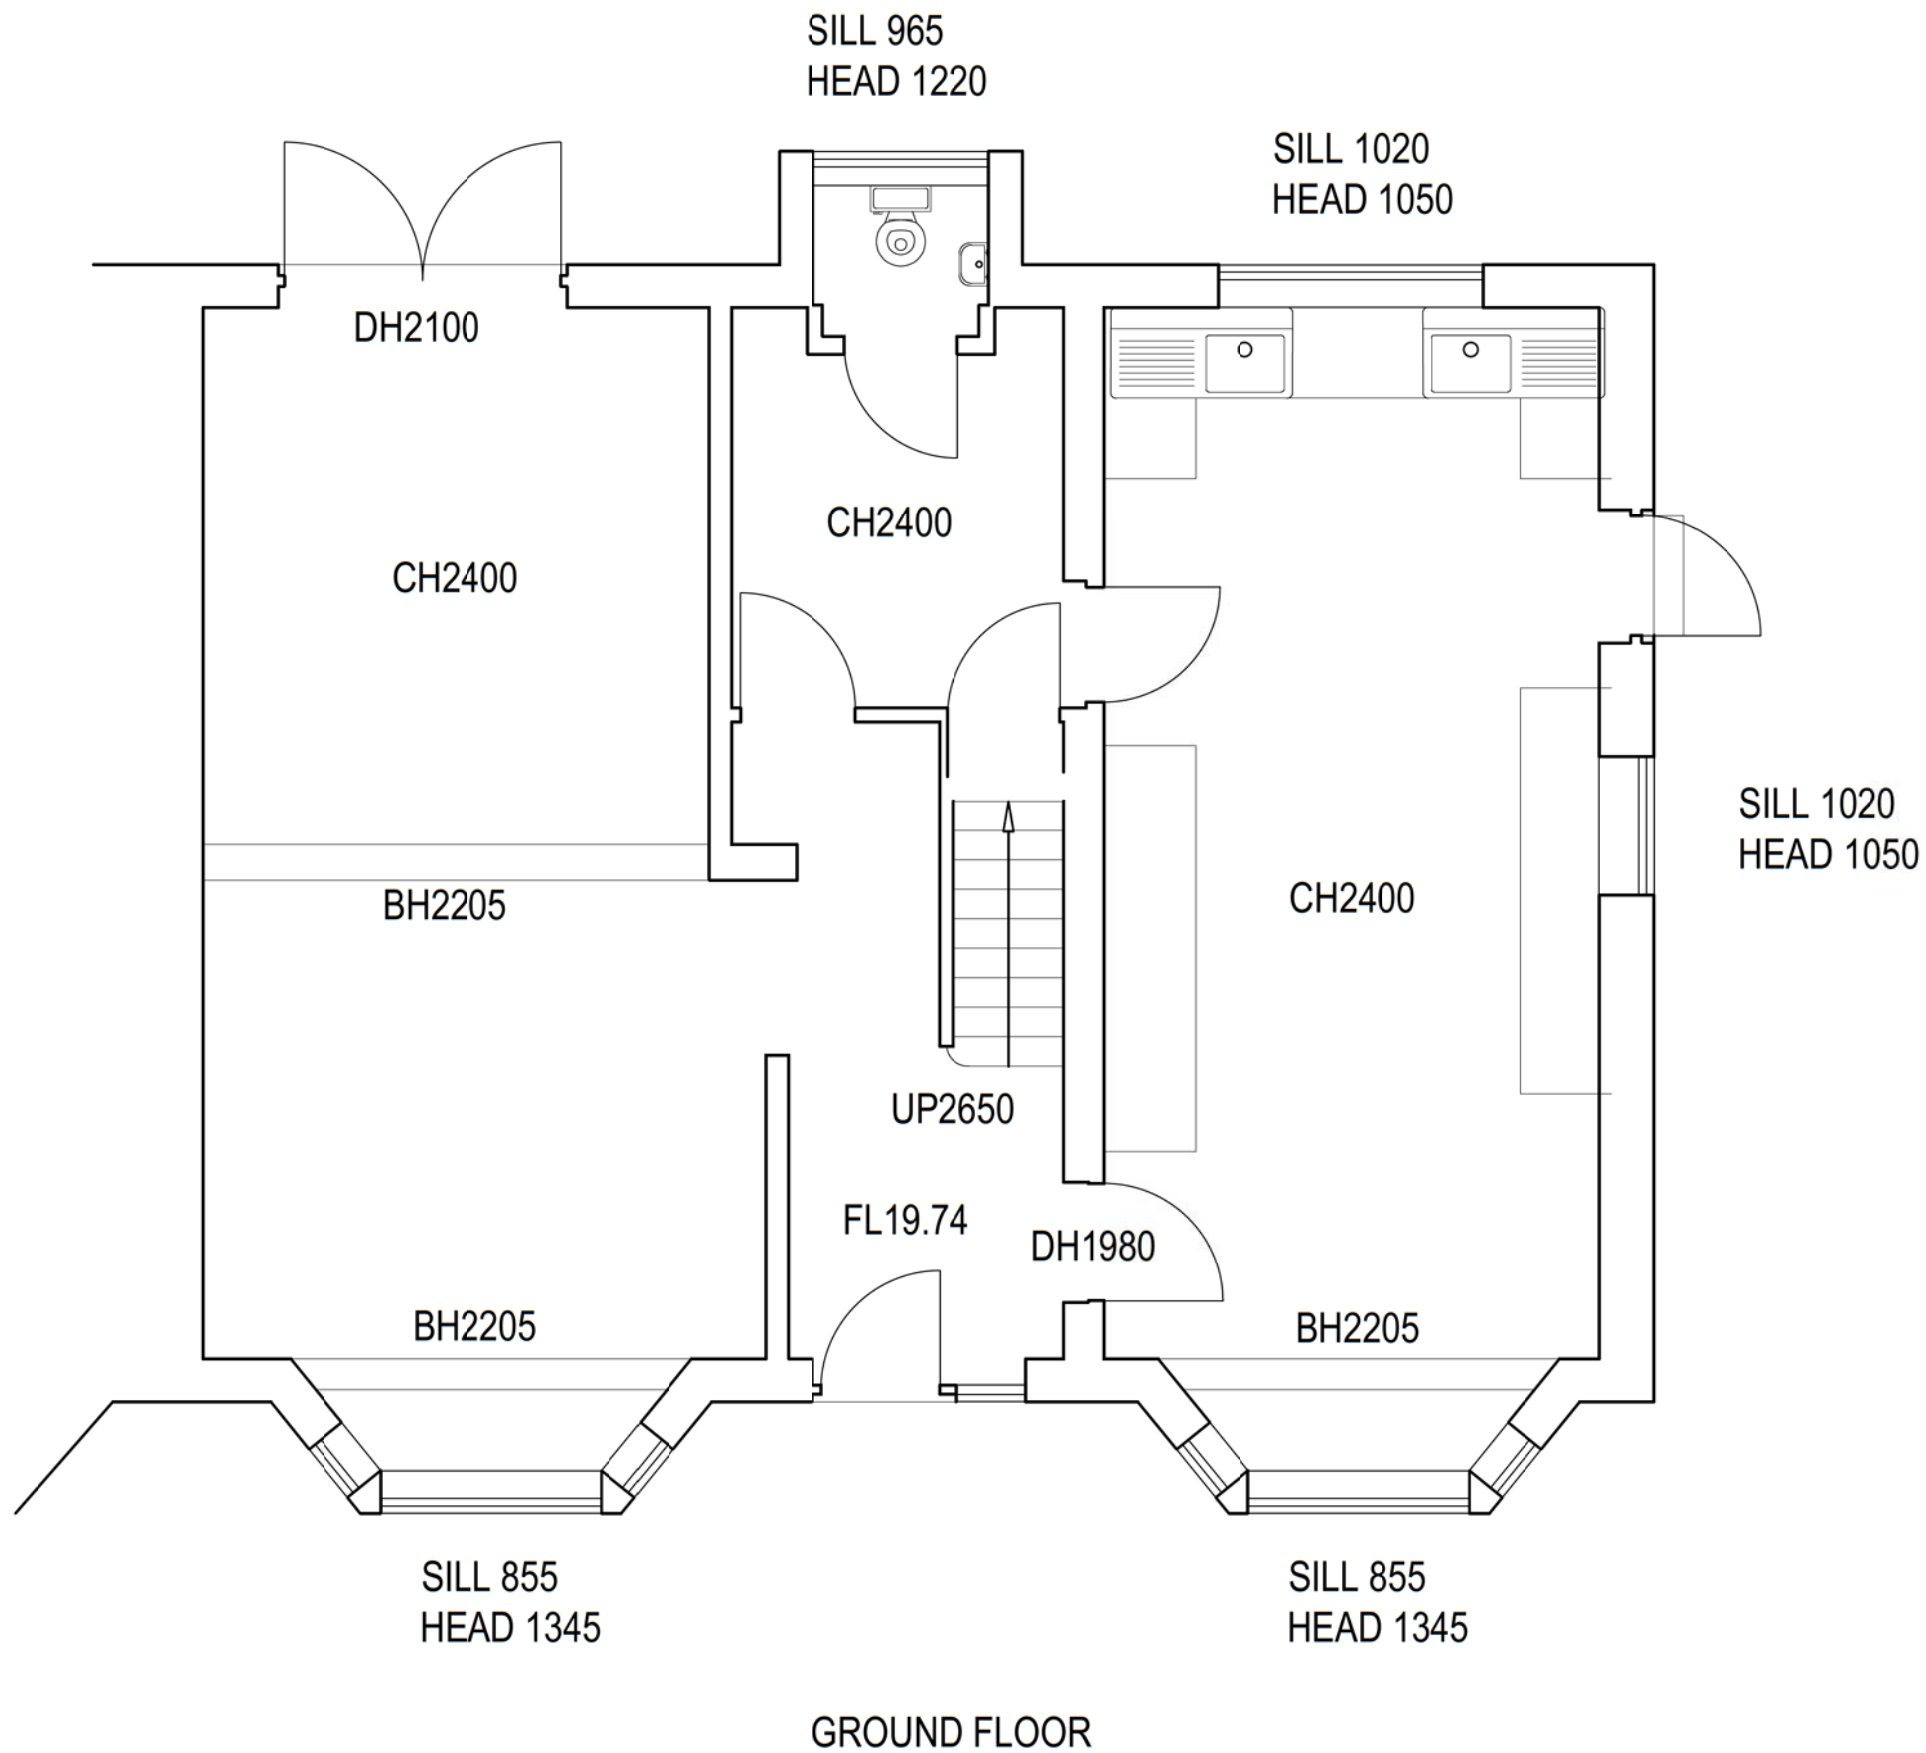 SILL 965
HEAD 1220
SILL 1020
HEAD 1050
DH2100
CH2400
CH2400
SILL 1020
HEAD 1050
CH2400
BH2205
UP2650
FL19.74
DH1980
BH2205
BH2205
SILL 855
HEAD 1345
SILL 855
HEAD 1345
GROUND FLOOR